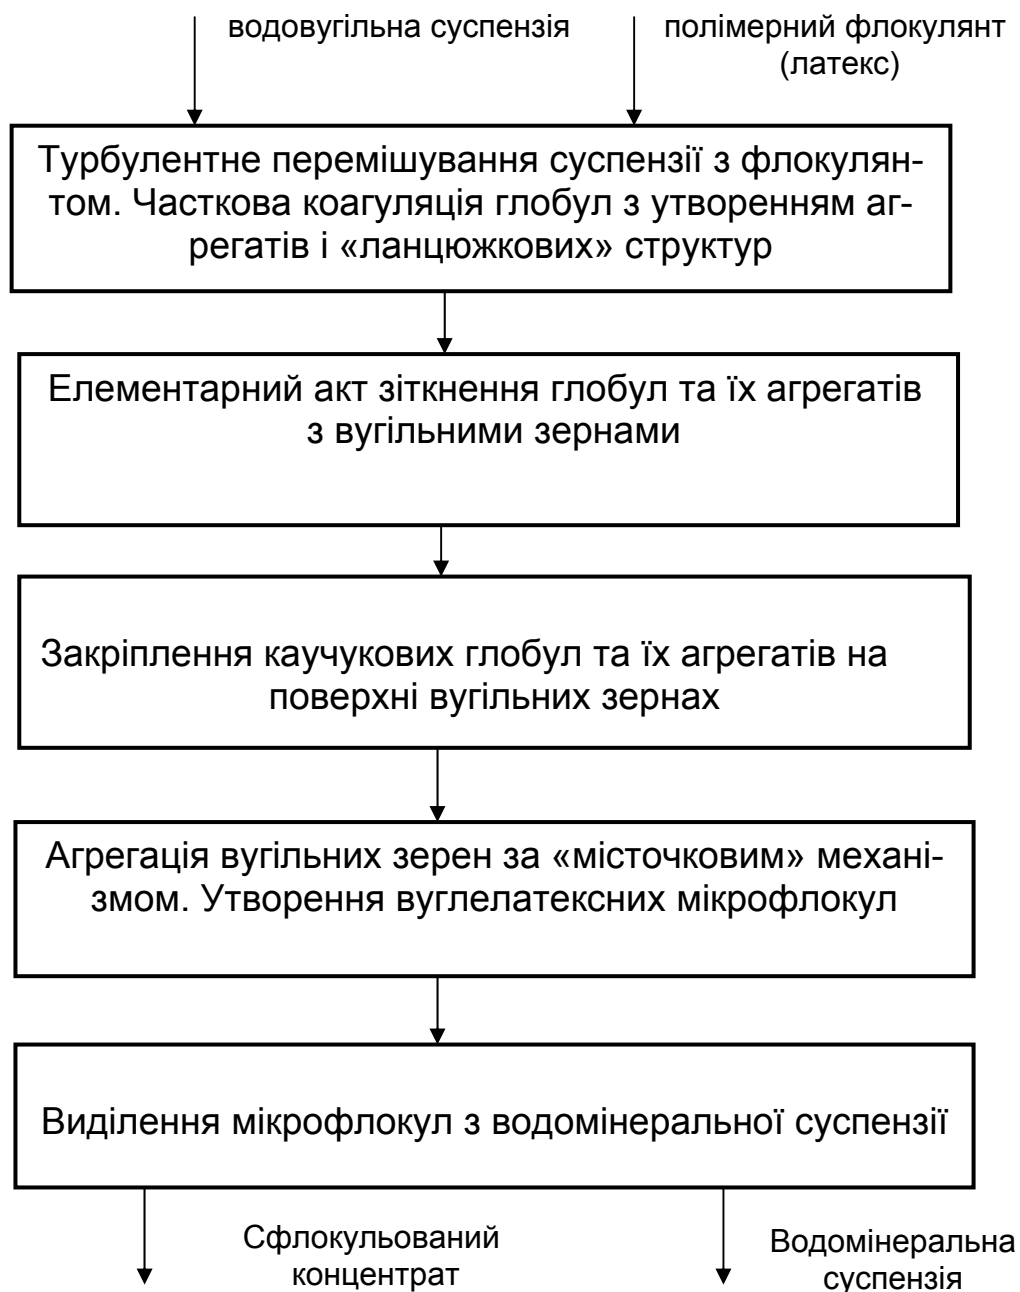 водовугільна суспензія
полімерний флокулянт
(латекс)
Турбулентне перемішування суспензії з флокулян-
том. Часткова коагуляція глобул з утворенням аг-
регатів і «ланцюжкових» структур
Елементарний акт зіткнення глобул та їх агрегатів
з вугільними зернами
Закріплення каучукових глобул та їх агрегатів на
поверхні вугільних зернах
Агрегація вугільних зерен за «місточковим» механі-
змом. Утворення вуглелатексних мікрофлокул
Виділення мікрофлокул з водомінеральної суспензії
Сфлокульований
концентрат
Водомінеральна
суспензія